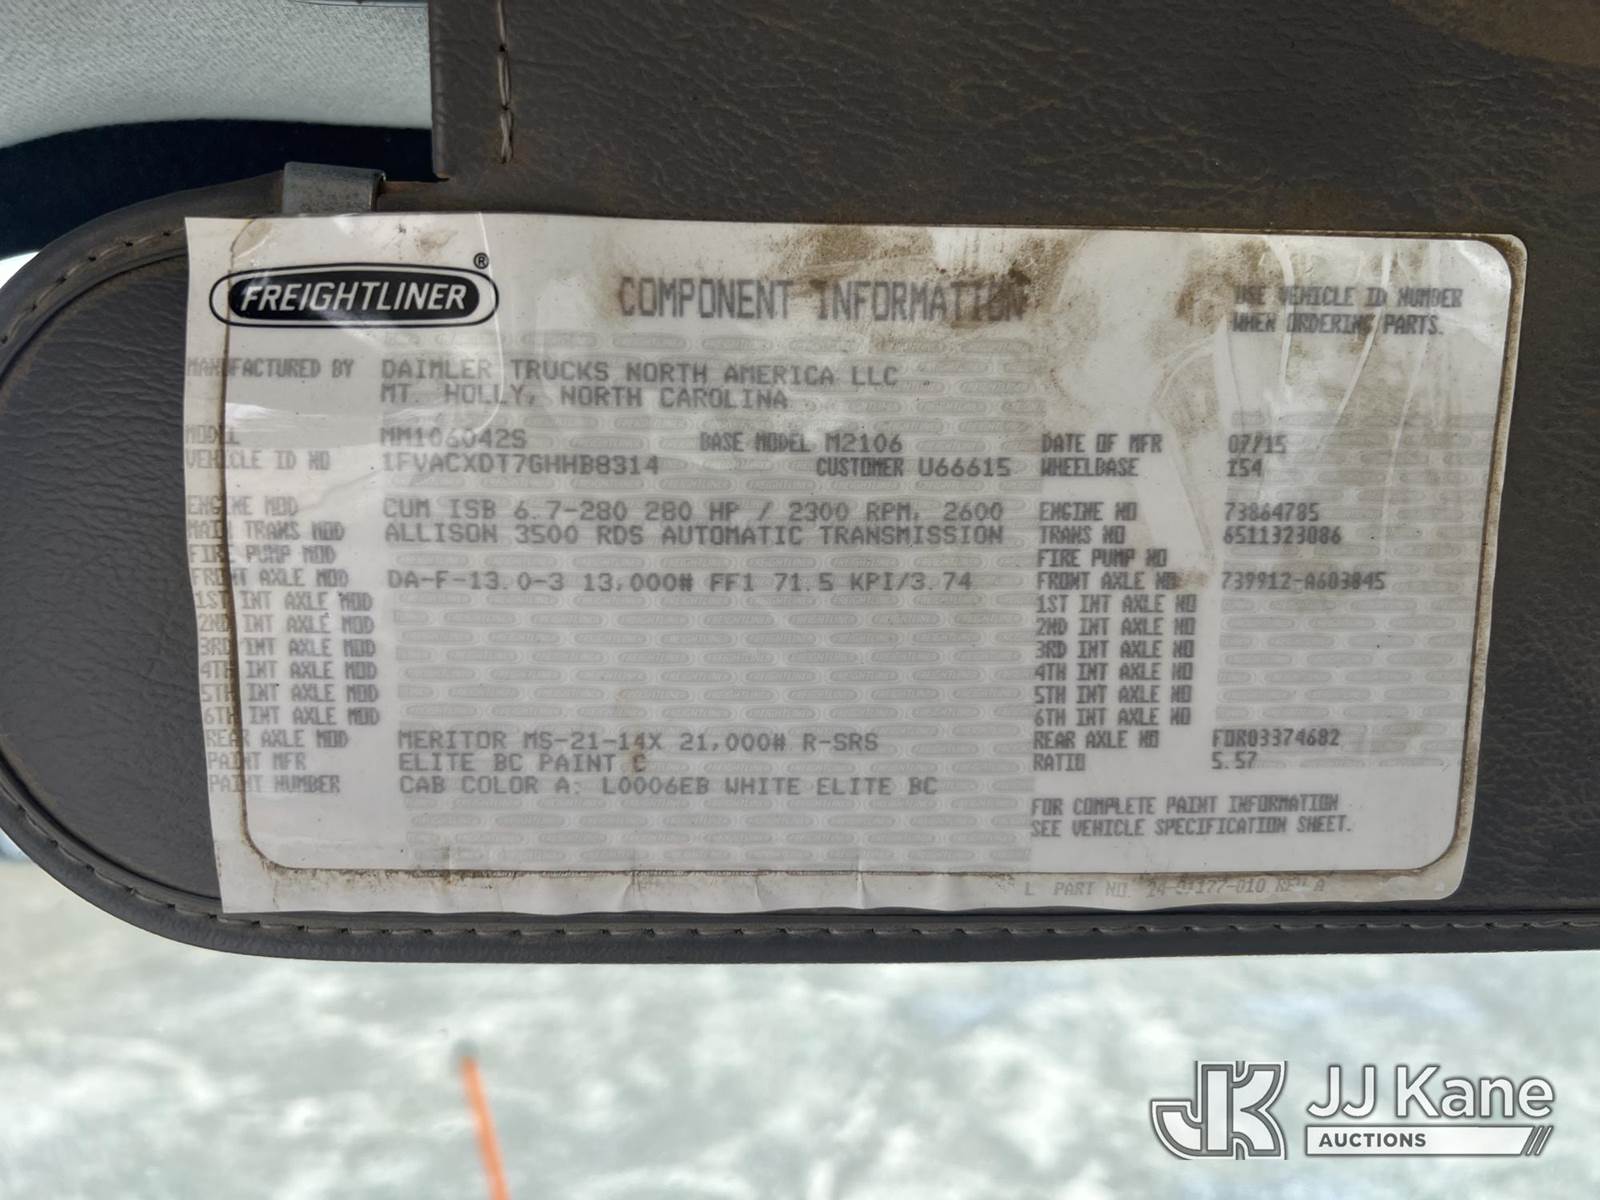 FREIGHTLINER ®
COMPONENT INFORMATION
USE VEHICLE ID NUMBER
WHEN ORDERING PARTS.
MANUFACTURED BY DAIMLER TRUCKS NORTH AMERICA LLC
MT. HOLLY, NORTH CAROLINA
MODEL MM106042S BASE MODEL M2106 DATE OF MFR 07/15
VEHICLE ID NO 1FVACXDT7GHHB8314 CUSTOMER U66615 WHEELBASE 154
ENGINE MOD CUM ISB 6.7-280 280 HP / 2300 RPM, 2600 ENGINE NO 73864785
MAIN TRANS MOD ALLISON 3500 RDS AUTOMATIC TRANSMISSION TRANS NO 6511323086
FIRE PUMP MOD FIRE PUMP NO
FRONT AXLE MOD DA-F-13.0-3 13,000# FF1 71.5 KPI/3.74 FRONT AXLE NO 739912-A603845
1ST INT AXLE MOD 1ST INT AXLE NO
2ND INT AXLE MOD 2ND INT AXLE NO
3RD INT AXLE MOD 3RD INT AXLE NO
4TH INT AXLE MOD 4TH INT AXLE NO
5TH INT AXLE MOD 5TH INT AXLE NO
6TH INT AXLE MOD 6TH INT AXLE NO
REAR AXLE MOD MERITOR MS-21-14X 21,000# R-SRS REAR AXLE NO FDR03374682
PAINT MFR ELITE BC PAINT C RATIO 5.57
PAINT NUMBER CAB COLOR A: L0006EB WHITE ELITE BC
FOR COMPLETE PAINT INFORMATION
SEE VEHICLE SPECIFICATION SHEET.
L PART NO. 24-01177-010 REV A
JK JJ Kane
AUCTIONS